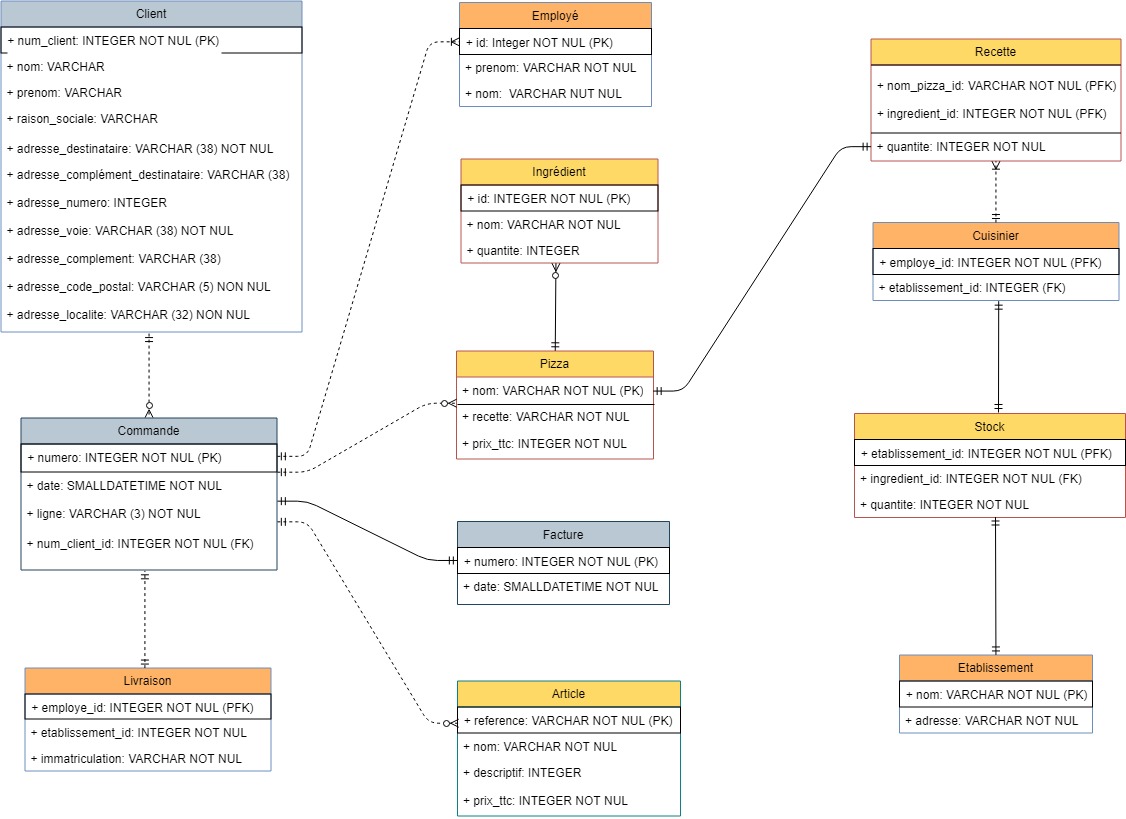 Client
+ num_client: INTEGER NOT NUL (PK)
+ nom: VARCHAR
+ prenom: VARCHAR
+ raison_sociale: VARCHAR
+ adresse_destinataire: VARCHAR (38) NOT NUL
+ adresse_complément_destinataire: VARCHAR (38)
+ adresse_numero: INTEGER
+ adresse_voie: VARCHAR (38) NOT NUL
+ adresse_complement: VARCHAR (38)
+ adresse_code_postal: VARCHAR (5) NON NUL
+ adresse_localite: VARCHAR (32) NON NUL
Commande
+ numero: INTEGER NOT NUL (PK)
+ date: SMALLDATETIME NOT NUL
+ ligne: VARCHAR (3) NOT NUL
+ num_client_id: INTEGER NOT NUL (FK)
Livraison
+ employe_id: INTEGER NOT NUL (PFK)
+ etablissement_id: INTEGER NOT NUL
+ immatriculation: VARCHAR NOT NUL
Employé
+ id: Integer NOT NUL (PK)
+ prenom: VARCHAR NOT NUL
+ nom: VARCHAR NUT NUL
Ingrédient
+ id: INTEGER NOT NUL (PK)
+ nom: VARCHAR NOT NUL
+ quantite: INTEGER
Pizza
+ nom: VARCHAR NOT NUL (PK)
+ recette: VARCHAR NOT NUL
+ prix_ttc: INTEGER NOT NUL
Facture
+ numero: INTEGER NOT NUL (PK)
+ date: SMALLDATETIME NOT NUL
Article
+ reference: VARCHAR NOT NUL (PK)
+ nom: VARCHAR NOT NUL
+ descriptif: INTEGER
+ prix_ttc: INTEGER NOT NUL
Recette
+ nom_pizza_id: VARCHAR NOT NUL (PFK)
+ ingredient_id: INTEGER NOT NUL (PFK)
+ quantite: INTEGER NOT NUL
Cuisinier
+ employe_id: INTEGER NOT NUL (PFK)
+ etablissement_id: INTEGER (FK)
Stock
+ etablissement_id: INTEGER NOT NUL (PFK)
+ ingredient_id: INTEGER NOT NUL (FK)
+ quantite: INTEGER NOT NUL
Etablissement
+ nom: VARCHAR NOT NUL (PK)
+ adresse: VARCHAR NOT NUL